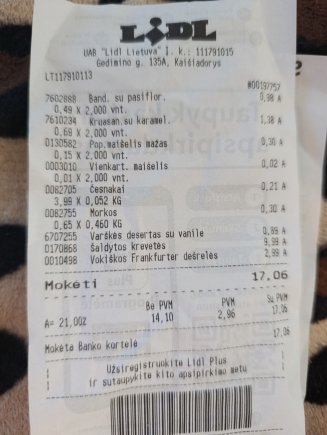 LIDL
UAB "Lidl Lietuva" Į. k.: 111791015
Gedimino g. 135A, Kaišiadorys
LT117910113
#00197757
7602888 Band. su pasiflor. 0,98 A
0,49 X 2,000 vnt.
7610234 Kruasan.su karamel. 1,38 A
0,69 X 2,000 vnt.
0130582 Pop.maišelis mažas 0,30 A
0,15 X 2,000 vnt.
0003010 Vienkart. maišelis 0,02 A
0,01 X 2,000 vnt.
0082705 Česnakai 0,21 A
3,99 X 0,052 KG
0082755 Morkos 0,30 A
0,65 X 0,460 KG
6707255 Varškės desertas su vanile 0,89 A
0170868 Šaldytos krevetės 9,99 A
0010498 Vokiškos Frankfurter dešrelės 2,99 A
Mokėti 17.06
Be PVM PVM Su PVM
A= 21,00% 14,10 2,96 17,06
Mokėta Banko kortele 17,06
Užsiregistruokite Lidl Plus
ir sutaupykite kito apsipirkimo metu